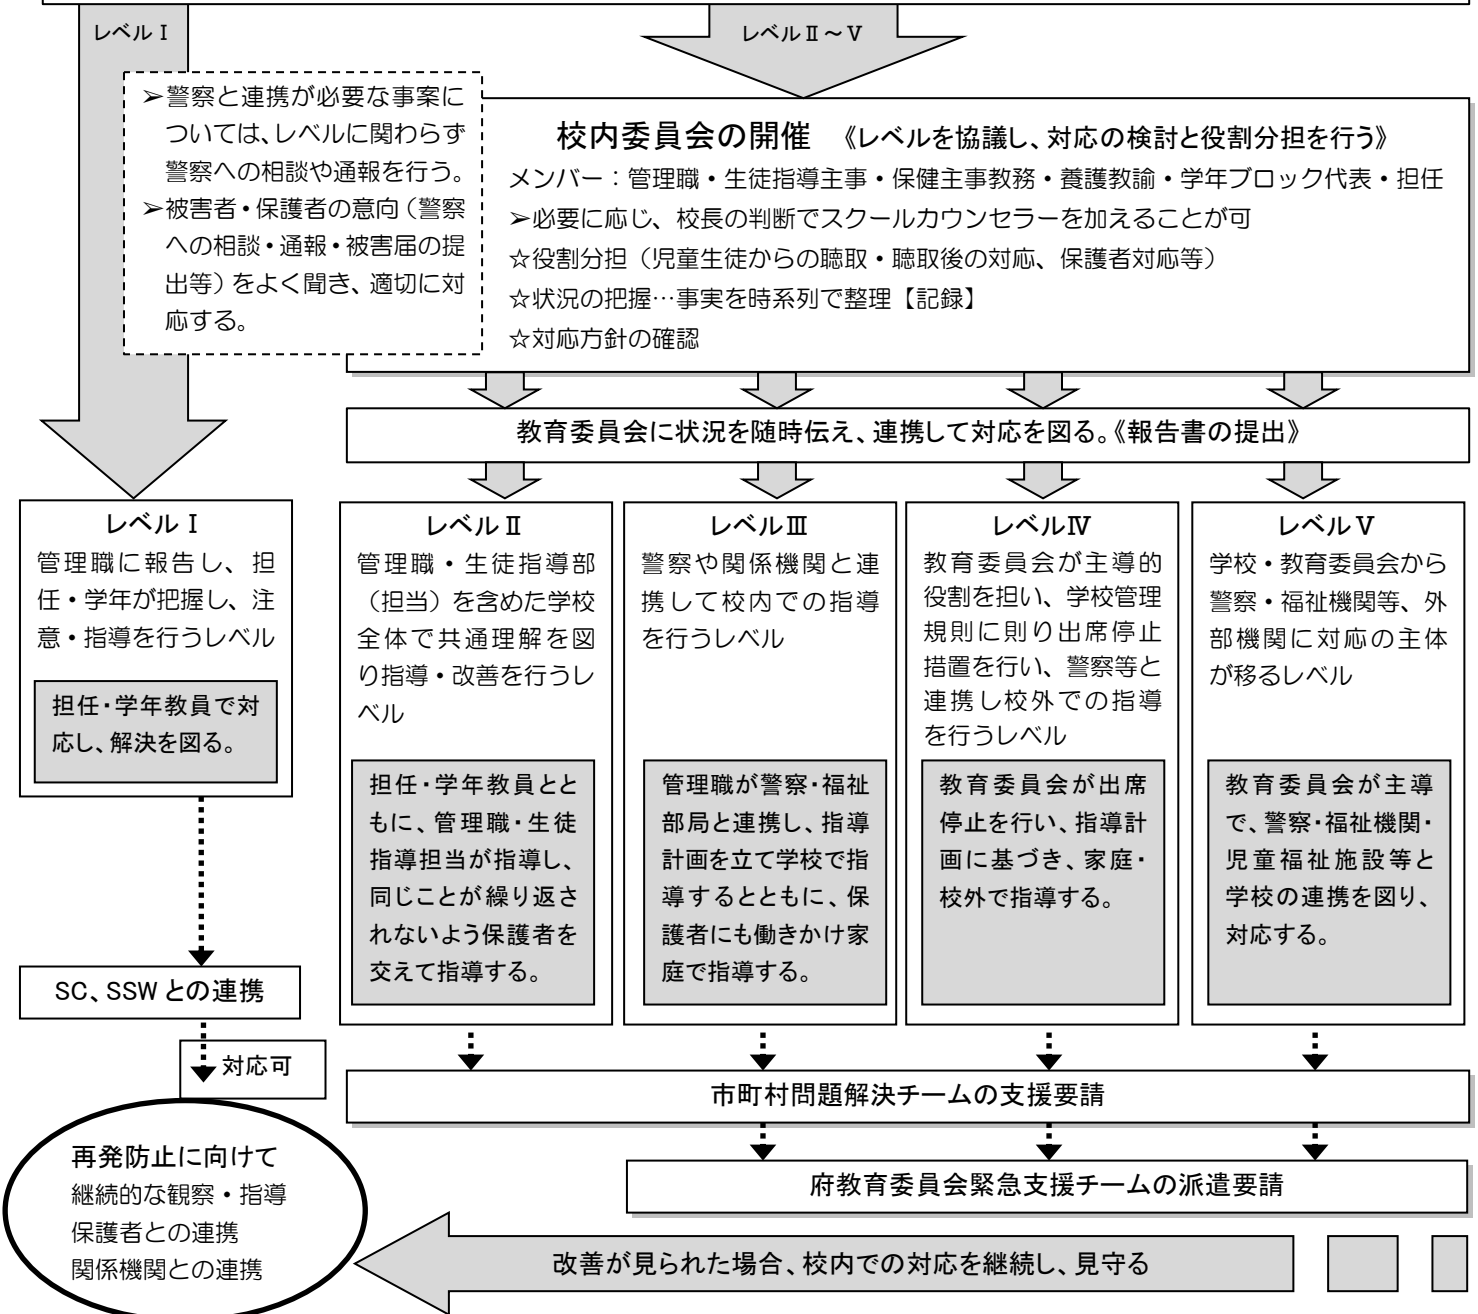 レベルⅠ
レベルⅡ～Ⅴ
➢警察と連携が必要な事案に
ついては、レベルに関わらず
警察への相談や通報を行う。
➢被害者・保護者の意向（警察
への相談・通報・被害届の提
出等）をよく聞き、適切に対
応する。
校内委員会の開催　《レベルを協議し、対応の検討と役割分担を行う》
メンバー：管理職・生徒指導主事・保健主事教務・養護教諭・学年ブロック代表・担任
➢必要に応じ、校長の判断でスクールカウンセラーを加えることが可
☆役割分担（児童生徒からの聴取・聴取後の対応、保護者対応等）
☆状況の把握…事実を時系列で整理【記録】
☆対応方針の確認
教育委員会に状況を随時伝え、連携して対応を図る。《報告書の提出》
レベルⅠ
管理職に報告し、担
任・学年が把握し、注
意・指導を行うレベル
担任・学年教員で対
応し、解決を図る。
SC、SSWとの連携
対応可
レベルⅡ
管理職・生徒指導部
（担当）を含めた学校
全体で共通理解を図
り指導・改善を行うレ
ベル
担任・学年教員とと
もに、管理職・生徒
指導担当が指導し、
同じことが繰り返さ
れないよう保護者を
交えて指導する。
レベルⅢ
警察や関係機関と連
携して校内での指導
を行うレベル
管理職が警察・福祉
部局と連携し、指導
計画を立て学校で指
導するとともに、保
護者にも働きかけ家
庭で指導する。
レベルⅣ
教育委員会が主導的
役割を担い、学校管理
規則に則り出席停止
措置を行い、警察等と
連携し校外での指導
を行うレベル
教育委員会が出席
停止を行い、指導計
画に基づき、家庭・
校外で指導する。
レベルⅤ
学校・教育委員会から
警察・福祉機関等、外
部機関に対応の主体
が移るレベル
教育委員会が主導
で、警察・福祉機関・
児童福祉施設等と
学校の連携を図り、
対応する。
市町村問題解決チームの支援要請
府教育委員会緊急支援チームの派遣要請
改善が見られた場合、校内での対応を継続し、見守る
再発防止に向けて
継続的な観察・指導
保護者との連携
関係機関との連携